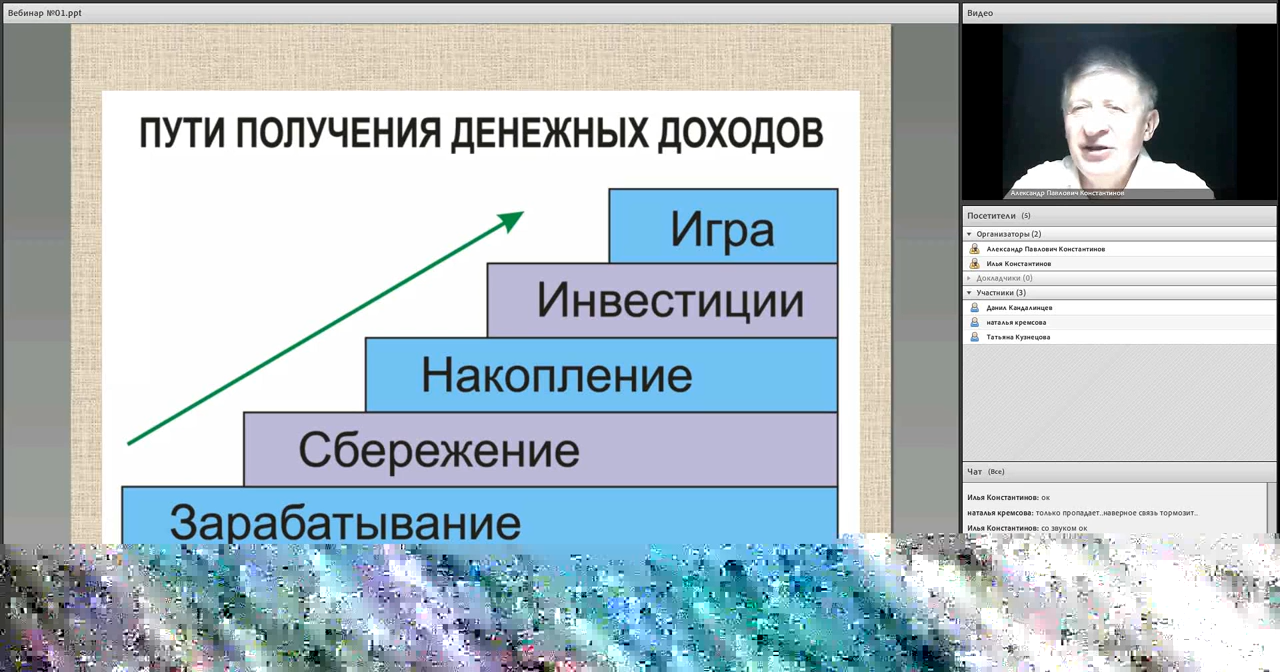 Вебинар №01.ppt
ПУТИ ПОЛУЧЕНИЯ ДЕНЕЖНЫХ ДОХОДОВ
Игра
Инвестиции
Накопление
Сбережение
Зарабатывание
Видео
Александр Павлович Константинов
Посетители (5)
Организаторы (2)
Александр Павлович Константинов
Илья Константинов
Докладчики (0)
Участники (3)
Данил Кандалинцев
наталья кремсова
Татьяна Кузнецова
Чат (Все)
Илья Константинов: ок
наталья кремсова: только пропадает..наверное связь тормозит..
Илья Константинов: со звуком ок